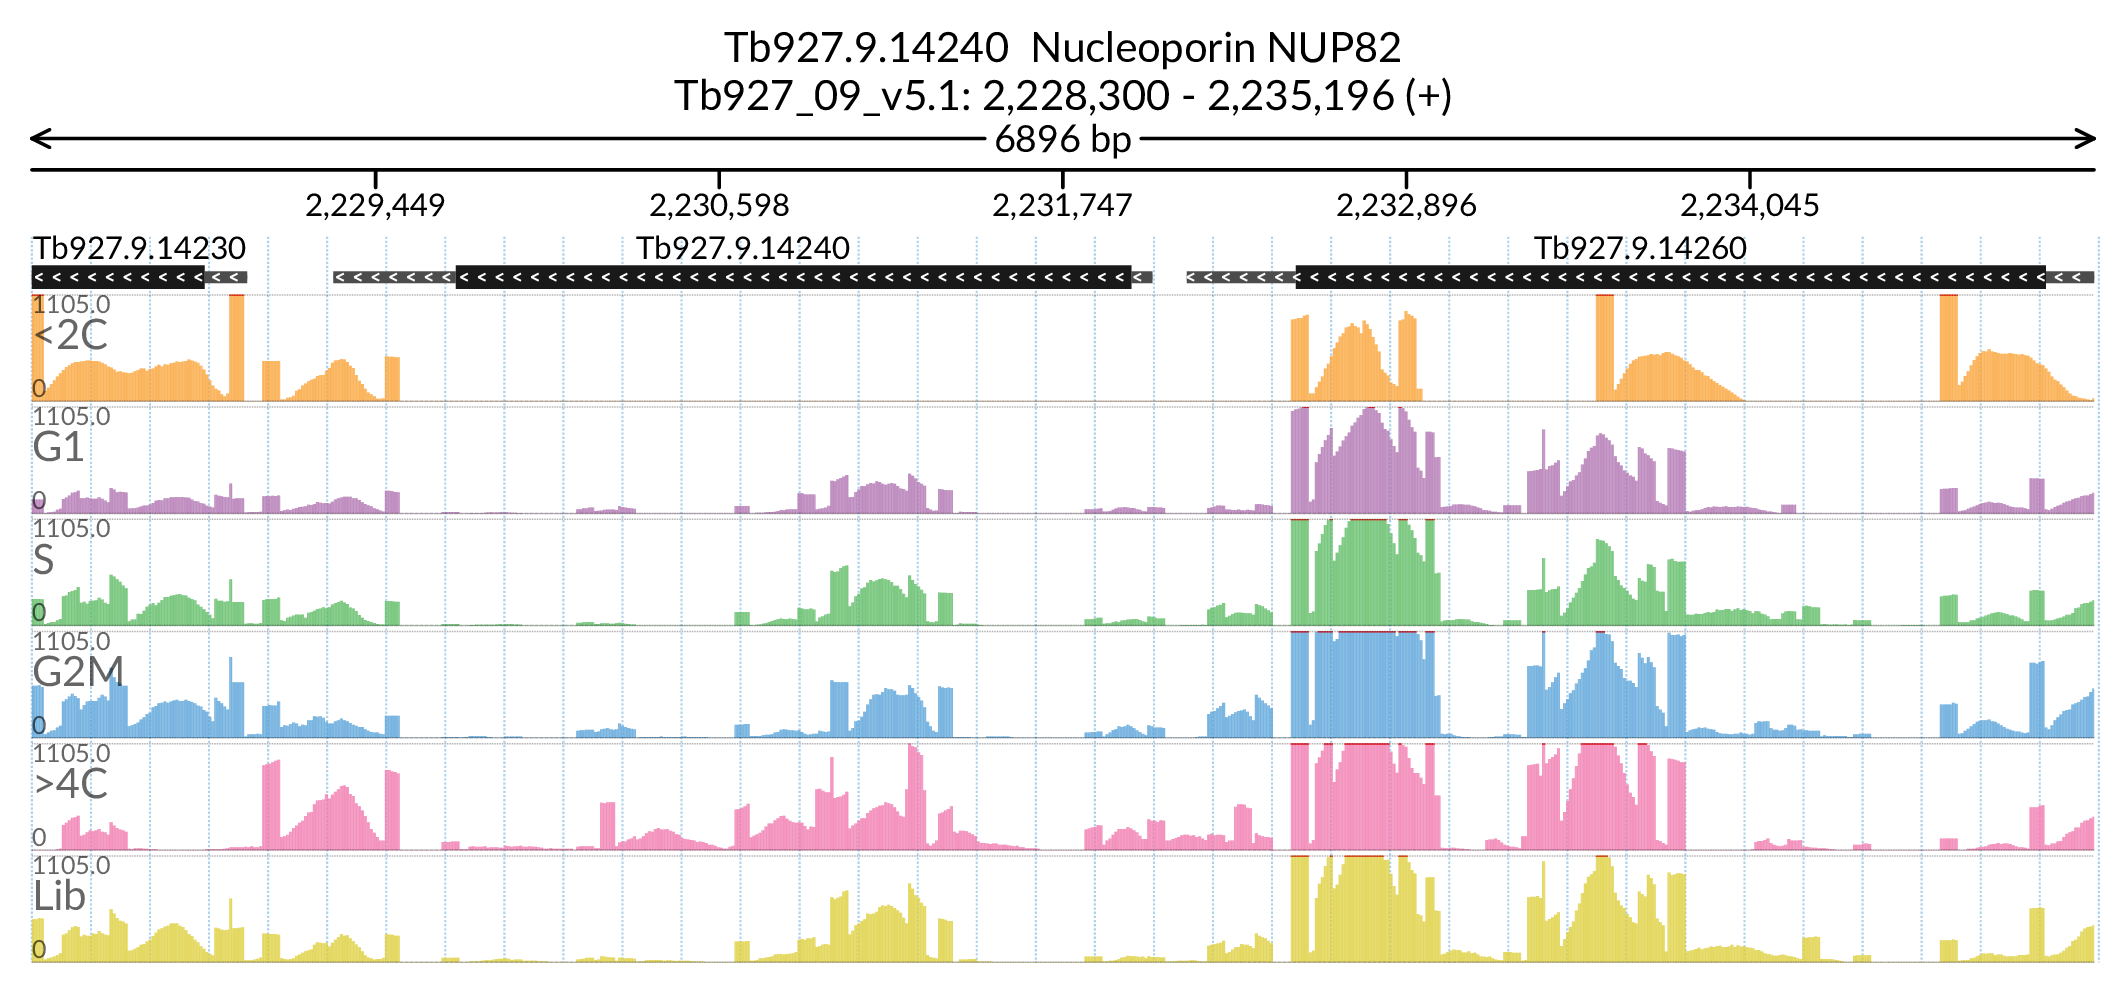 Tb927.9.14240 Nucleoporin NUP82
Tb927_09_v5.1: 2,228,300 - 2,235,196 (+)
6896 bp
2,229,449 2,230,598 2,231,747 2,232,896 2,234,045
Tb927.9.14230 Tb927.9.14240 Tb927.9.14260
1105.0
<2C
0
1105.0
G1
0
1105.0
S
0
1105.0
G2M
0
1105.0
>4C
0
1105.0
Lib
0